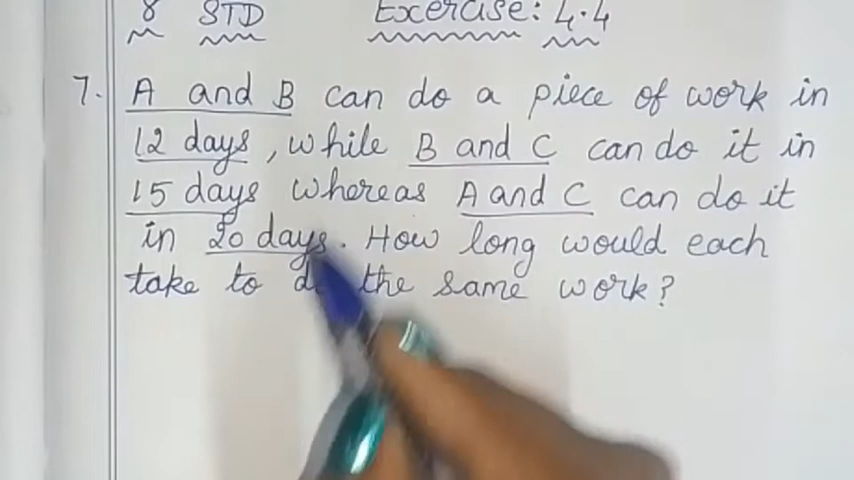 8 STD Exercise: 4.4
7. A and B can do a piece of work in
12 days, while B and C can do it in
15 days whereas A and C can do it
in 20 days. How long would each
take to the same work?